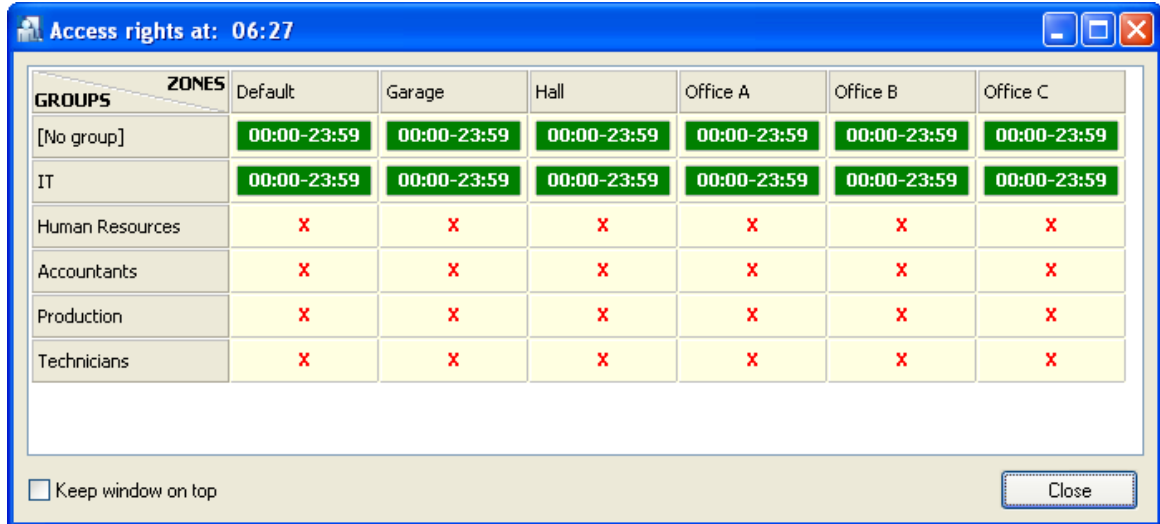 Access rights at: 06:27
ZONES
GROUPS Default Garage Hall Office A Office B Office C
[No group] 00:00-23:59 00:00-23:59 00:00-23:59 00:00-23:59 00:00-23:59 00:00-23:59
IT 00:00-23:59 00:00-23:59 00:00-23:59 00:00-23:59 00:00-23:59 00:00-23:59
Human Resources X X X X X X
Accountants X X X X X X
Production X X X X X X
Technicians X X X X X X
Keep window on top Close